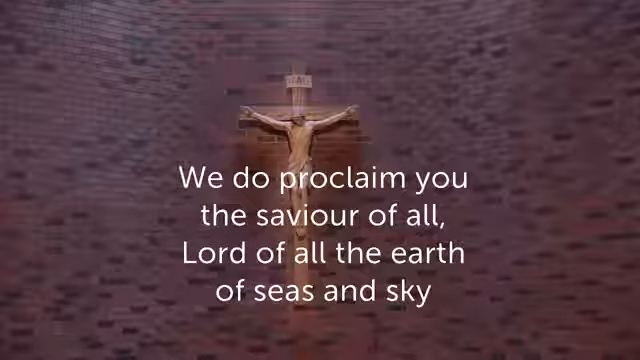 We do proclaim you
the saviour of all,
Lord of all the earth
of seas and sky